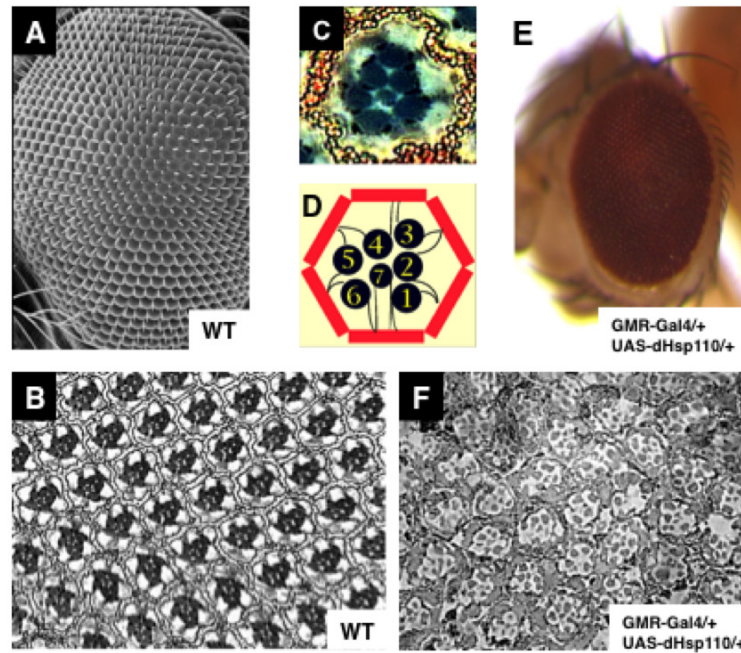 A
WT
C
D
3
4
2
5
7
6
1
E
GMR-Gal4/+
UAS-dHsp110/+
B
WT
F
GMR-Gal4/+
UAS-dHsp110/+